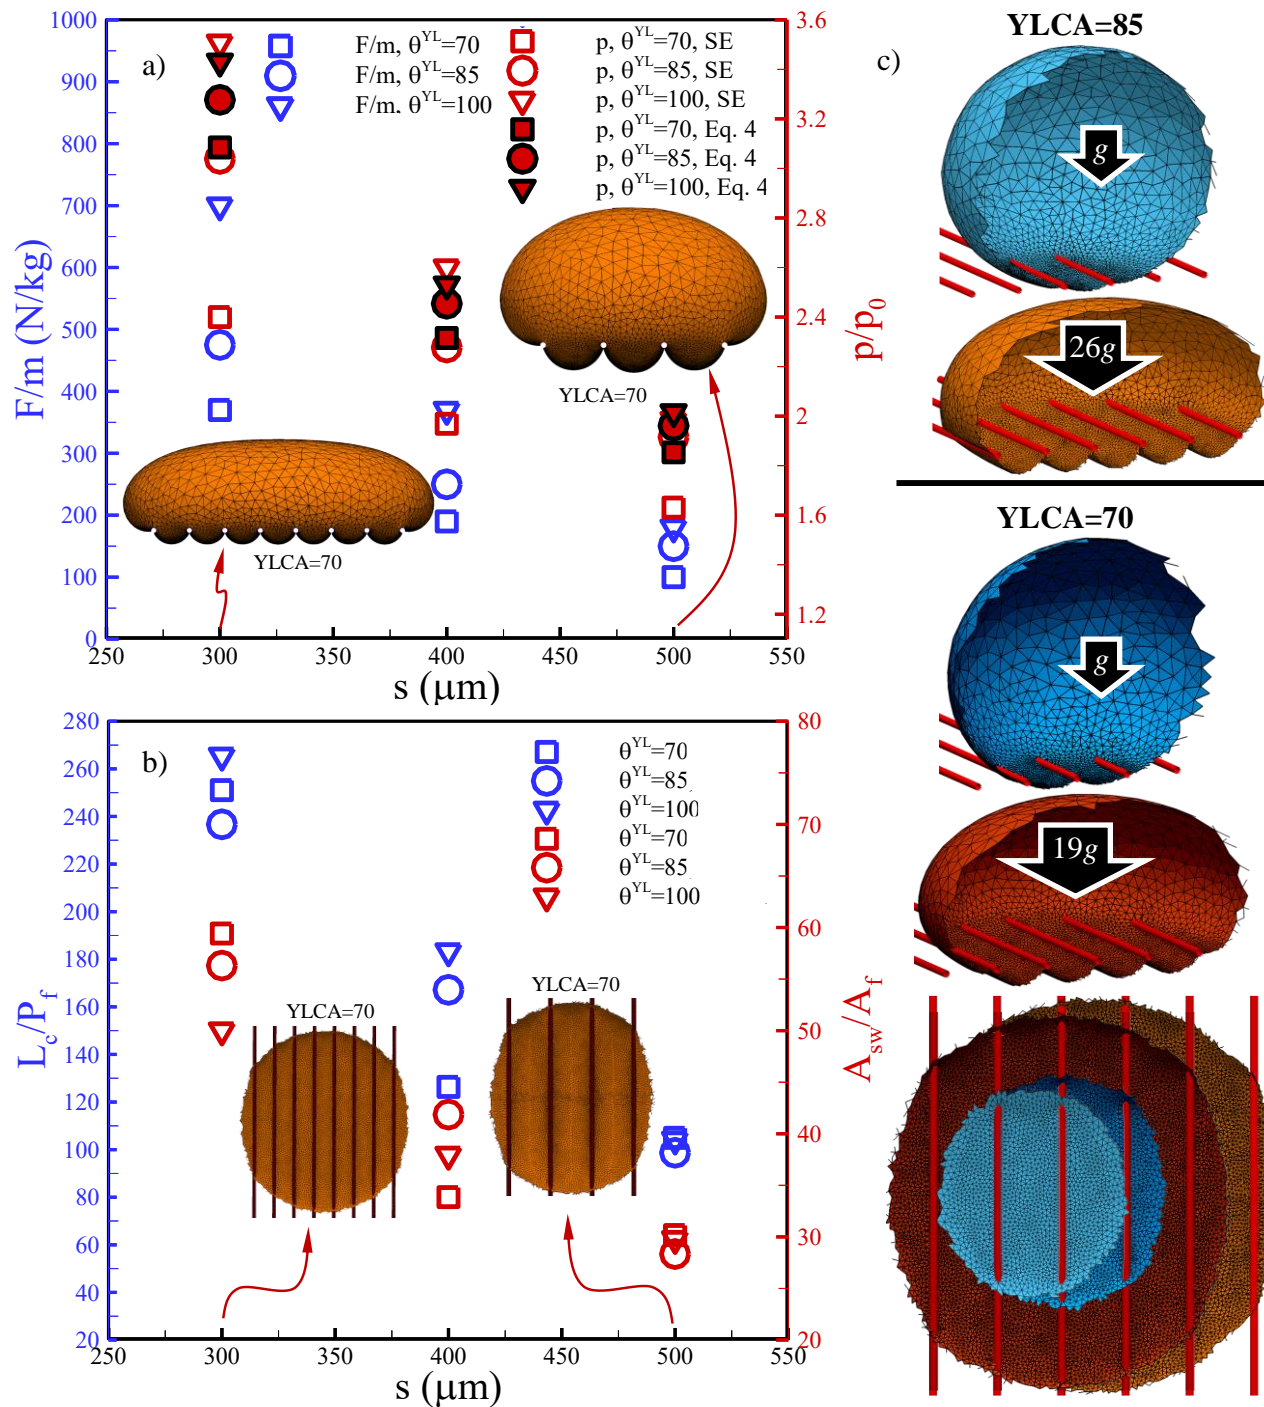 a)
F/m, θ^YL=70
F/m, θ^YL=85
F/m, θ^YL=100
p, θ^YL=70, SE
p, θ^YL=85, SE
p, θ^YL=100, SE
p, θ^YL=70, Eq. 4
p, θ^YL=85, Eq. 4
p, θ^YL=100, Eq. 4
1000
900
800
700
600
500
400
300
200
100
0
F/m (N/kg)
3.6
3.2
2.8
2.4
2
1.6
1.2
p/p₀
YLCA=70
YLCA=70
250 300 350 400 450 500 550
s (μm)
b)
θ^YL=70
θ^YL=85
θ^YL=100
θ^YL=70
θ^YL=85
θ^YL=100
280
260
240
220
200
180
160
140
120
100
80
60
40
20
L_c/P_f
80
70
60
50
40
30
20
A_sw/A_f
YLCA=70
YLCA=70
250 300 350 400 450 500 550
s (μm)
c)
YLCA=85
g
26g
YLCA=70
g
19g